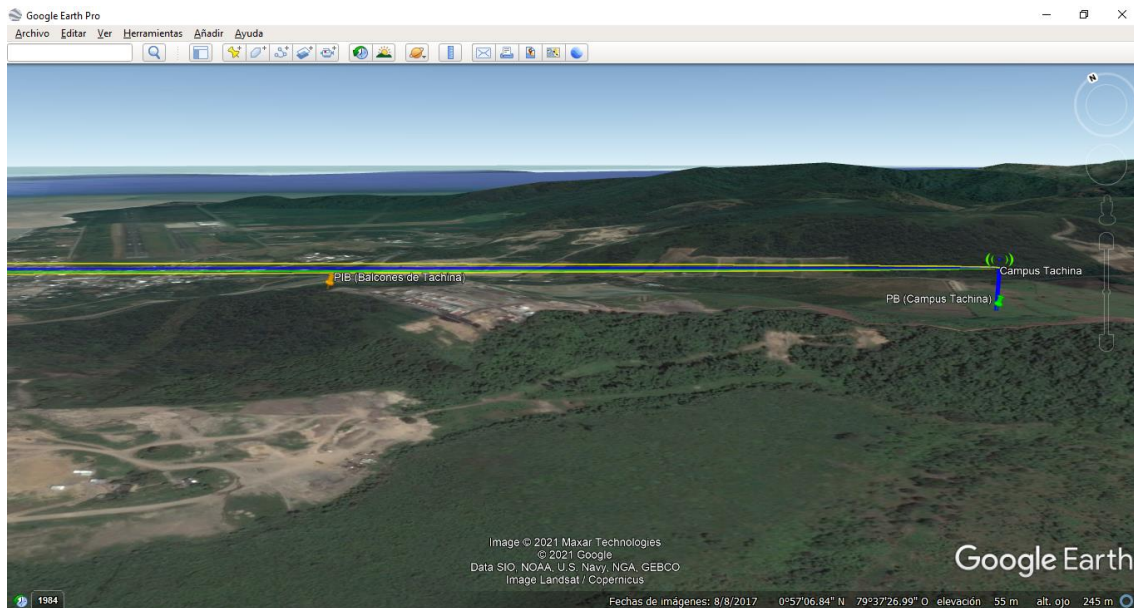 Google Earth Pro
Archivo Editar Ver Herramientas Añadir Ayuda
N
PIB (Balcones de Tachina)
Campus Tachina
PB (Campus Tachina)
Image © 2021 Maxar Technologies
© 2021 Google
Data SIO, NOAA, U.S. Navy, NGA, GEBCO
Image Landsat / Copernicus
Google Earth
1984
Fechas de imágenes: 8/8/2017 0°57'06.84" N 79°37'26.99" O elevación 55 m alt. ojo 245 m